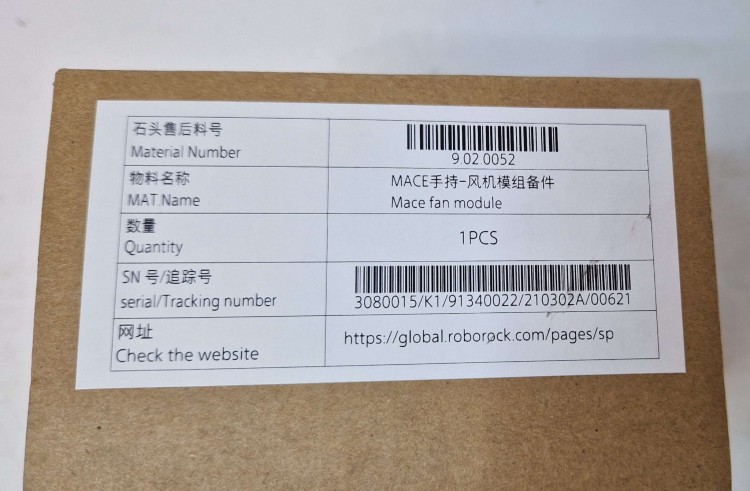 石头售后料号
Material Number
9.02.0052
物料名称
MAT.Name
MACE手持-风机模组备件
Mace fan module
数量
Quantity
1PCS
SN 号/追踪号
serial/Tracking number
3080015/K1/91340022/210302A/00621
网址
Check the website
https://global.roborock.com/pages/sp